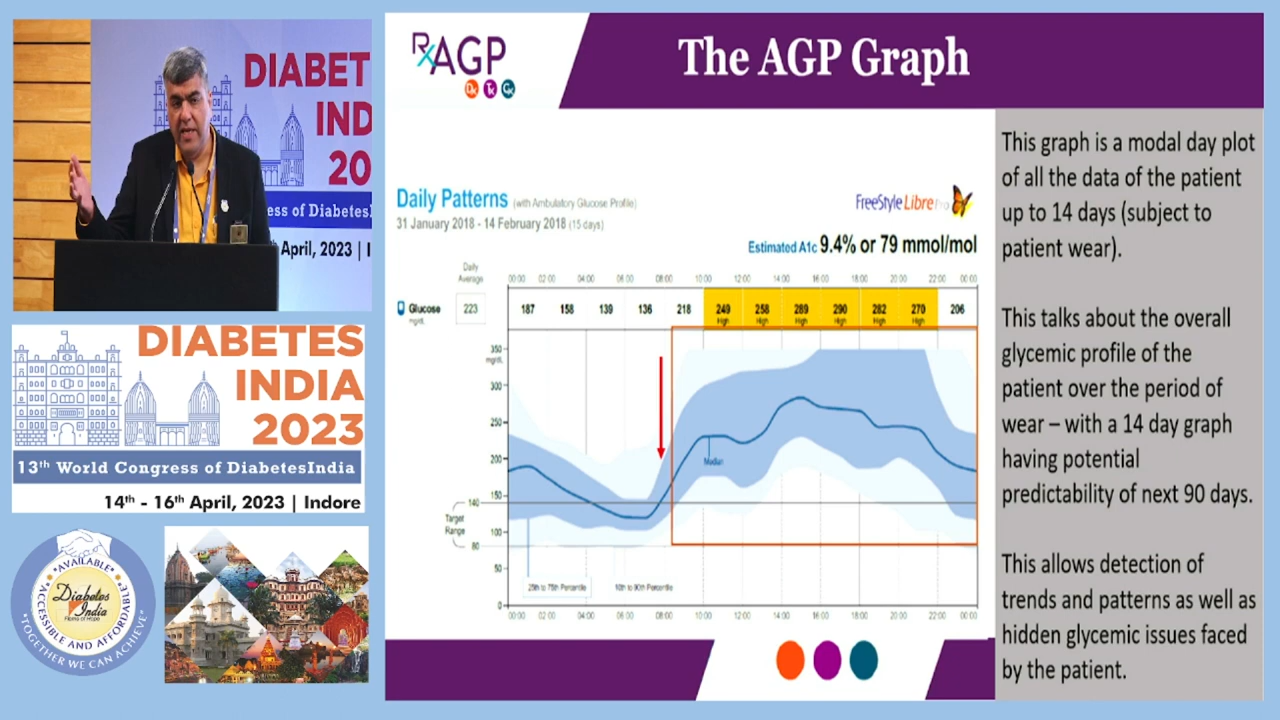 DIABET
IND
20
ess of DiabetesI
April, 2023 | I
DIABETES
INDIA
2023
13th World Congress of DiabetesIndia
14th - 16th April, 2023 | Indore
AVAILABLE
ACCESSIBLE AND AFFORDABLE
Diabetes
India
"TOGETHER WE CAN ACHIEVE"
RxAGP
Dx Tx Cx
The AGP Graph
Daily Patterns (with Ambulatory Glucose Profile)
31 January 2018 - 14 February 2018 (15 days)
FreeStyle Libre Pro
Estimated A1c 9.4% or 79 mmol/mol
Daily
Average
00:00 02:00 04:00 06:00 08:00 10:00 12:00 14:00 16:00 18:00 20:00 22:00 00:00
Glucose 223 187 158 139 136 218 249 258 289 290 282 270 206
mg/dL High High High High High High
350
mg/dL
300
250
200
Median
150
140
Target
Range
100
80
50
25th to 75th Percentile 10th to 90th Percentile
0
00:00 02:00 04:00 06:00 08:00 10:00 12:00 14:00 16:00 18:00 20:00 22:00 00:00
This graph is a modal day plot
of all the data of the patient
up to 14 days (subject to
patient wear).
This talks about the overall
glycemic profile of the
patient over the period of
wear – with a 14 day graph
having potential
predictability of next 90 days.
This allows detection of
trends and patterns as well as
hidden glycemic issues faced
by the patient.